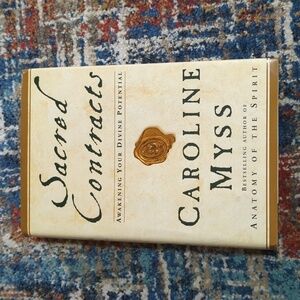 Sacred
Contracts
AWAKENING YOUR DIVINE POTENTIAL
CAROLINE
MYSS
BESTSELLING AUTHOR OF
ANATOMY OF THE SPIRIT